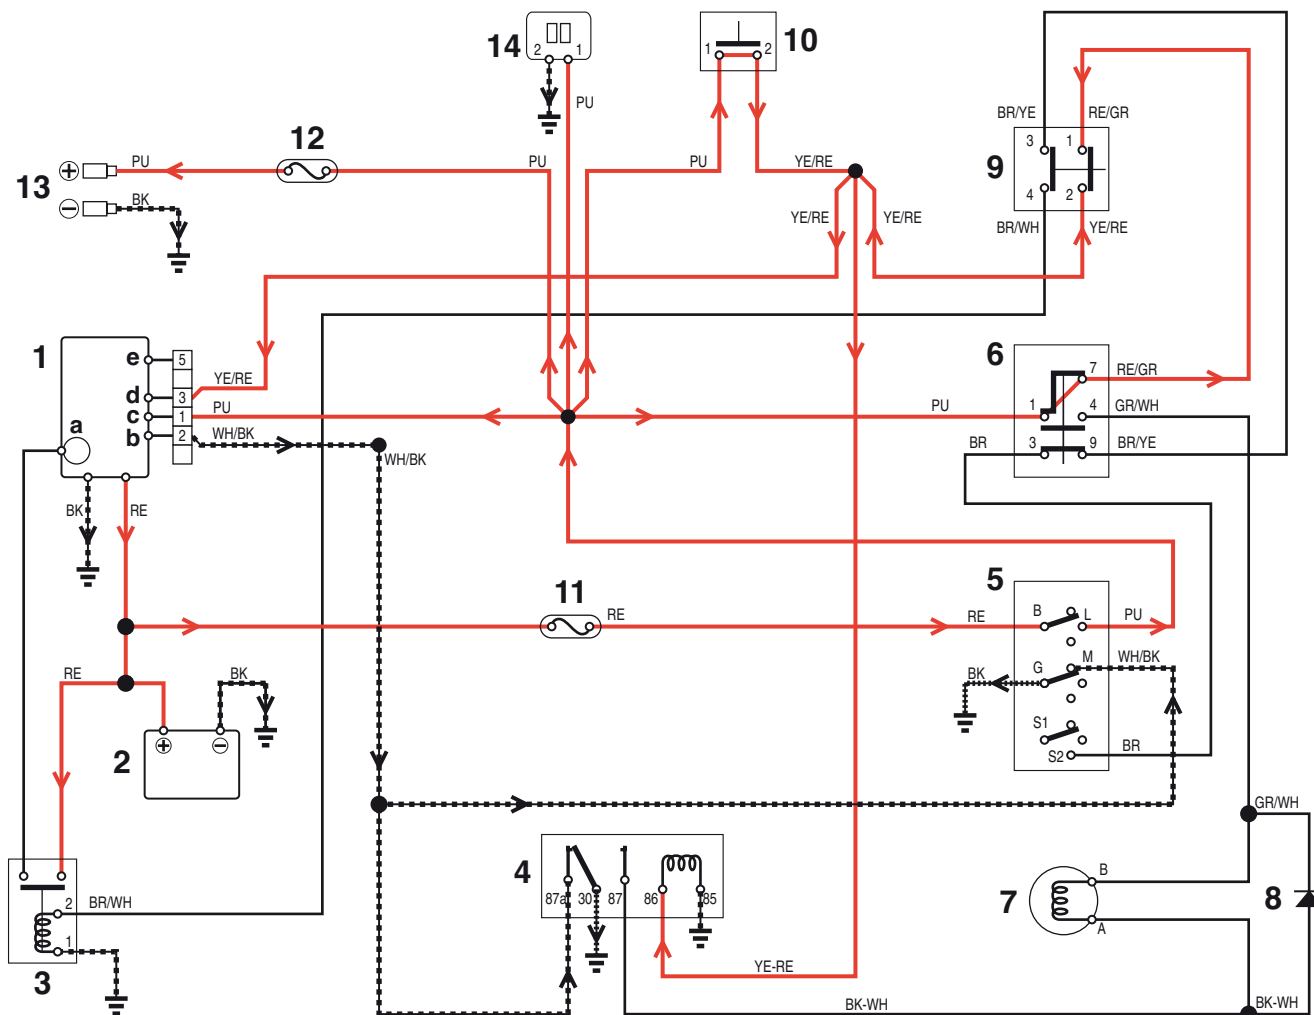 14
2 1
PU
10
1 2
BR/YE RE/GR
3 1
9
4 2
BR/WH YE/RE
12
PU
PU
PU
YE/RE
13
+
−
BK
YE/RE YE/RE
1
e 5
d 3
c 1
b 2
a
YE/RE
PU
WH/BK
WH/BK
BK RE
6
7 RE/GR
PU 1 4 GR/WH
BR 3 9 BR/YE
11
RE
5
RE B L PU
M WH/BK
BK G
S1
S2 BR
RE
BK
2
+ −
GR/WH
4
87a 30 87 86 85
7
B
A
8
2 BR/WH
1
3
YE-RE
BK-WH
BK-WH